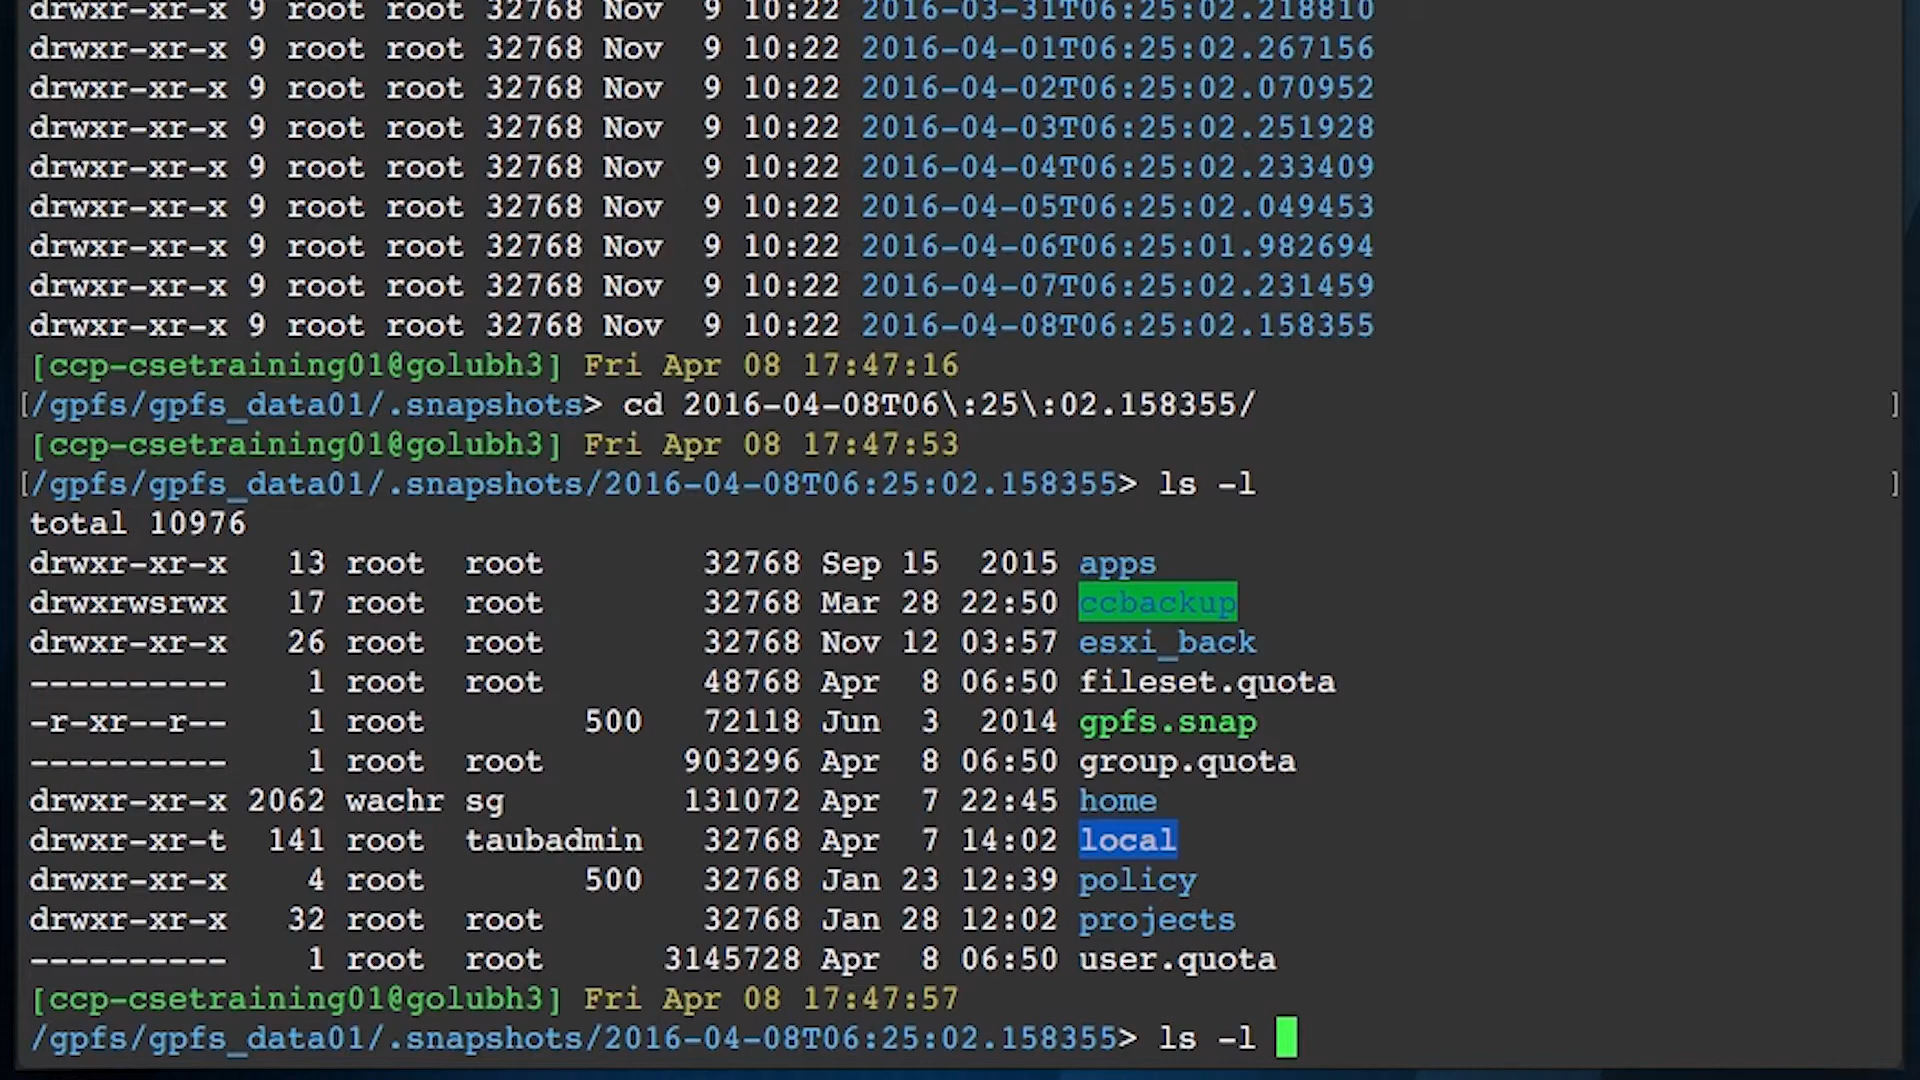 drwxr-xr-x 9 root root 32768 Nov  9 10:22 2016-03-31T06:25:02.218810
drwxr-xr-x 9 root root 32768 Nov  9 10:22 2016-04-01T06:25:02.267156
drwxr-xr-x 9 root root 32768 Nov  9 10:22 2016-04-02T06:25:02.070952
drwxr-xr-x 9 root root 32768 Nov  9 10:22 2016-04-03T06:25:02.251928
drwxr-xr-x 9 root root 32768 Nov  9 10:22 2016-04-04T06:25:02.233409
drwxr-xr-x 9 root root 32768 Nov  9 10:22 2016-04-05T06:25:02.049453
drwxr-xr-x 9 root root 32768 Nov  9 10:22 2016-04-06T06:25:01.982694
drwxr-xr-x 9 root root 32768 Nov  9 10:22 2016-04-07T06:25:02.231459
drwxr-xr-x 9 root root 32768 Nov  9 10:22 2016-04-08T06:25:02.158355
[ccp-csetraining01@golubh3] Fri Apr 08 17:47:16
[/gpfs/gpfs_data01/.snapshots> cd 2016-04-08T06\:25\:02.158355/ ]
[ccp-csetraining01@golubh3] Fri Apr 08 17:47:53
[/gpfs/gpfs_data01/.snapshots/2016-04-08T06:25:02.158355> ls -l ]
total 10976
drwxr-xr-x   13 root  root        32768 Sep 15  2015 apps
drwxrwsrwx   17 root  root        32768 Mar 28 22:50 ccbackup
drwxr-xr-x   26 root  root        32768 Nov 12 03:57 esxi_back
----------    1 root  root        48768 Apr  8 06:50 fileset.quota
-r-xr--r--    1 root        500   72118 Jun  3  2014 gpfs.snap
----------    1 root  root       903296 Apr  8 06:50 group.quota
drwxr-xr-x 2062 wachr sg         131072 Apr  7 22:45 home
drwxr-xr-t  141 root  taubadmin   32768 Apr  7 14:02 local
drwxr-xr-x    4 root        500   32768 Jan 23 12:39 policy
drwxr-xr-x   32 root  root        32768 Jan 28 12:02 projects
----------    1 root  root      3145728 Apr  8 06:50 user.quota
[ccp-csetraining01@golubh3] Fri Apr 08 17:47:57
/gpfs/gpfs_data01/.snapshots/2016-04-08T06:25:02.158355> ls -l